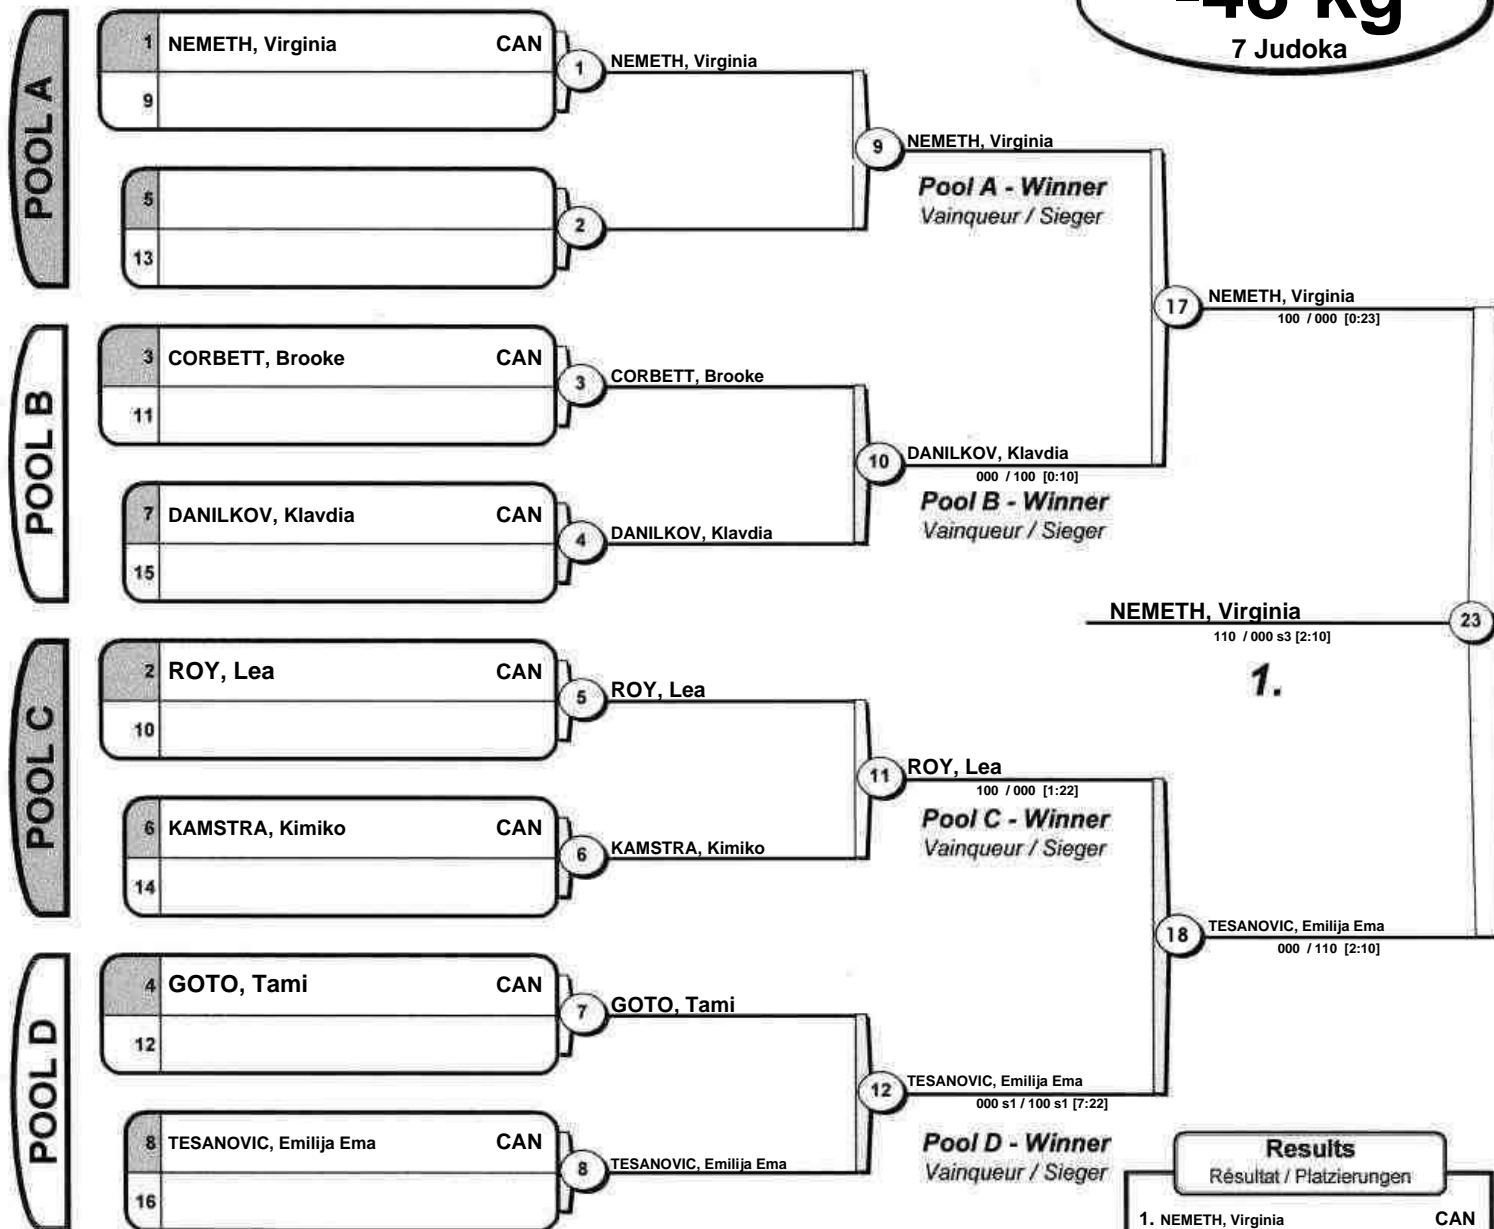 -48 kg
7 Judoka
POOL A
1 NEMETH, Virginia CAN
9
1 NEMETH, Virginia
5
13
2
9 NEMETH, Virginia
Pool A - Winner
Vainqueur / Sieger
POOL B
3 CORBETT, Brooke CAN
11
3 CORBETT, Brooke
7 DANILKOV, Klavdia CAN
15
4 DANILKOV, Klavdia
10 DANILKOV, Klavdia
000 / 100 [0:10]
Pool B - Winner
Vainqueur / Sieger
17 NEMETH, Virginia
100 / 000 [0:23]
NEMETH, Virginia 23
110 / 000 s3 [2:10]
1.
POOL C
2 ROY, Lea CAN
10
5 ROY, Lea
6 KAMSTRA, Kimiko CAN
14
6 KAMSTRA, Kimiko
11 ROY, Lea
100 / 000 [1:22]
Pool C - Winner
Vainqueur / Sieger
18 TESANOVIC, Emilija Ema
000 / 110 [2:10]
POOL D
4 GOTO, Tami CAN
12
7 GOTO, Tami
8 TESANOVIC, Emilija Ema CAN
16
8 TESANOVIC, Emilija Ema
12 TESANOVIC, Emilija Ema
000 s1 / 100 s1 [7:22]
Pool D - Winner
Vainqueur / Sieger
Results
Résultat / Platzierungen
1. NEMETH, Virginia CAN